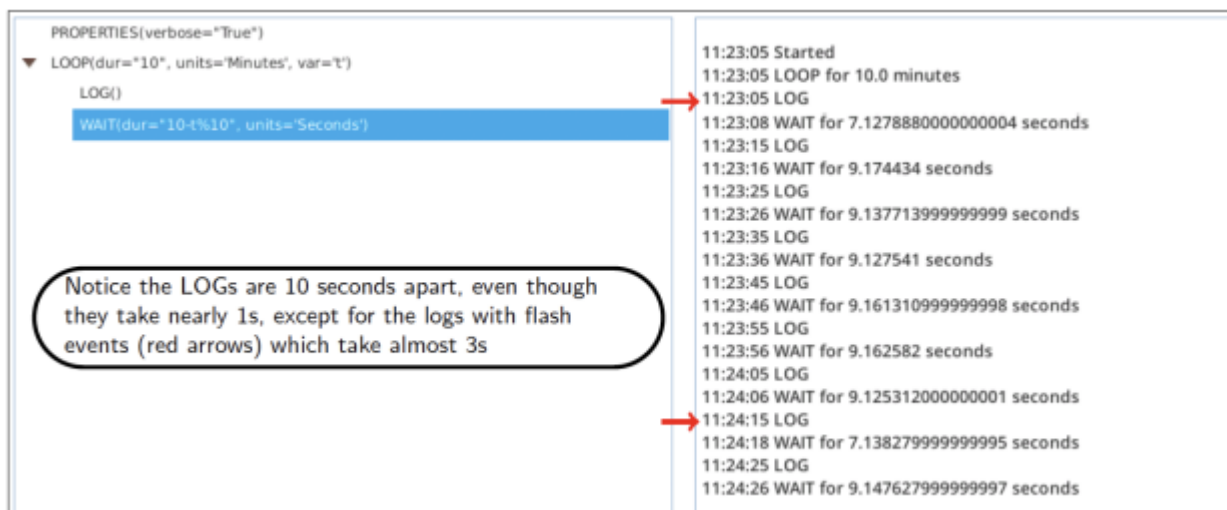 PROPERTIES(verbose="True")
LOOP(dur="10", units='Minutes', var='t')
LOG()
WAIT(dur="10-t%10", units='Seconds')
Notice the LOGs are 10 seconds apart, even though
they take nearly 1s, except for the logs with flash
events (red arrows) which take almost 3s
11:23:05 Started
11:23:05 LOOP for 10.0 minutes
11:23:05 LOG
11:23:08 WAIT for 7.1278880000000004 seconds
11:23:15 LOG
11:23:16 WAIT for 9.174434 seconds
11:23:25 LOG
11:23:26 WAIT for 9.137713999999999 seconds
11:23:35 LOG
11:23:36 WAIT for 9.127541 seconds
11:23:45 LOG
11:23:46 WAIT for 9.161310999999998 seconds
11:23:55 LOG
11:23:56 WAIT for 9.162582 seconds
11:24:05 LOG
11:24:06 WAIT for 9.125312000000001 seconds
11:24:15 LOG
11:24:18 WAIT for 7.138279999999995 seconds
11:24:25 LOG
11:24:26 WAIT for 9.147627999999997 seconds